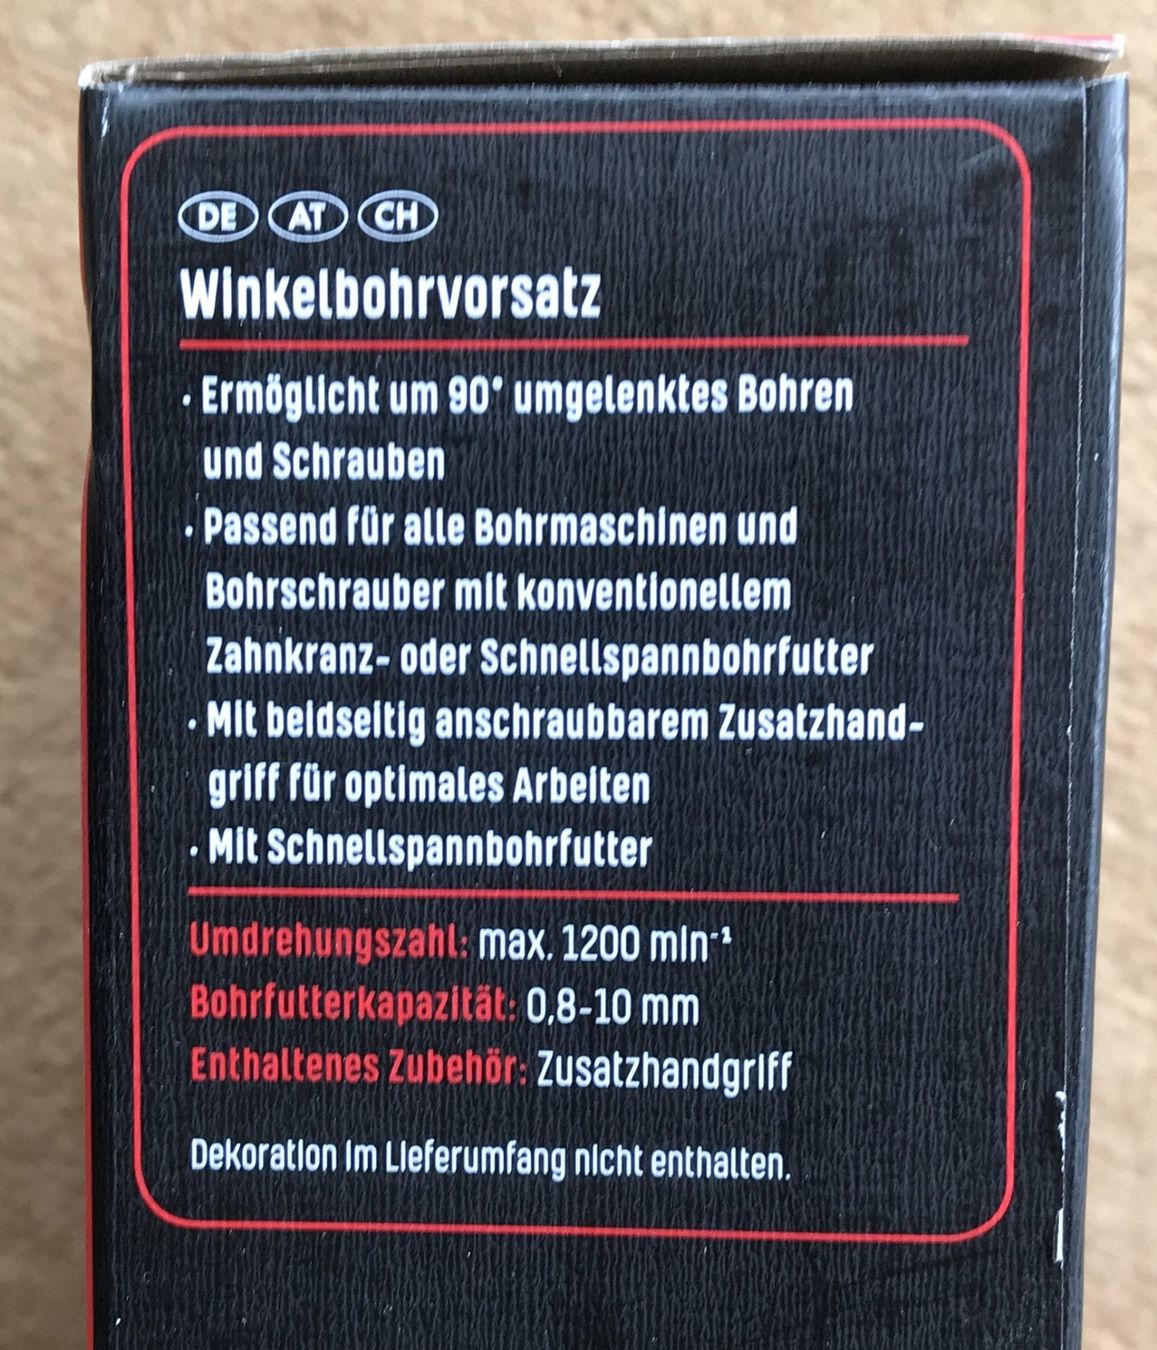 DE AT CH
Winkelbohrvorsatz
· Ermöglicht um 90° umgelenktes Bohren
und Schrauben
· Passend für alle Bohrmaschinen und
Bohrschrauber mit konventionellem
Zahnkranz- oder Schnellspannbohrfutter
· Mit beidseitig anschraubbarem Zusatzhand-
griff für optimales Arbeiten
· Mit Schnellspannbohrfutter
Umdrehungszahl: max. 1200 min⁻¹
Bohrfutterkapazität: 0,8-10 mm
Enthaltenes Zubehör: Zusatzhandgriff
Dekoration im Lieferumfang nicht enthalten.